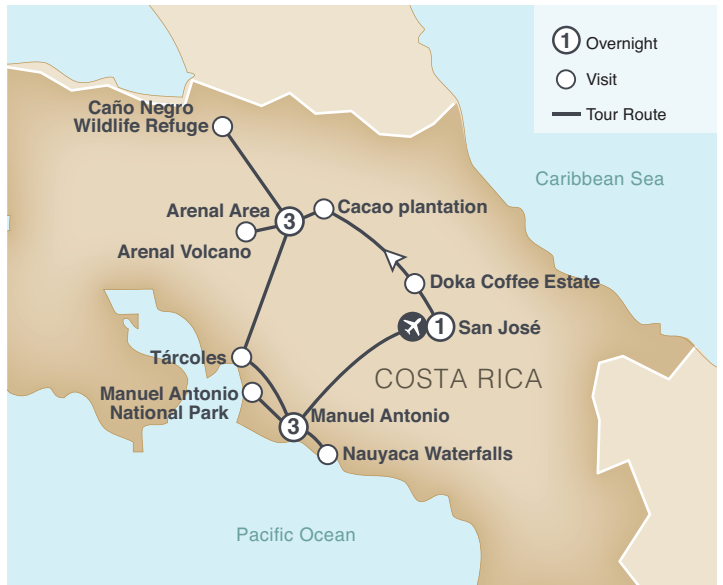 1 Overnight
Visit
Tour Route
Caño Negro
Wildlife Refuge
Caribbean Sea
Arenal Area
3
Cacao plantation
Arenal Volcano
Doka Coffee Estate
1
San José
Tárcoles
COSTA RICA
Manuel Antonio
National Park
3
Manuel Antonio
Nauyaca Waterfalls
Pacific Ocean